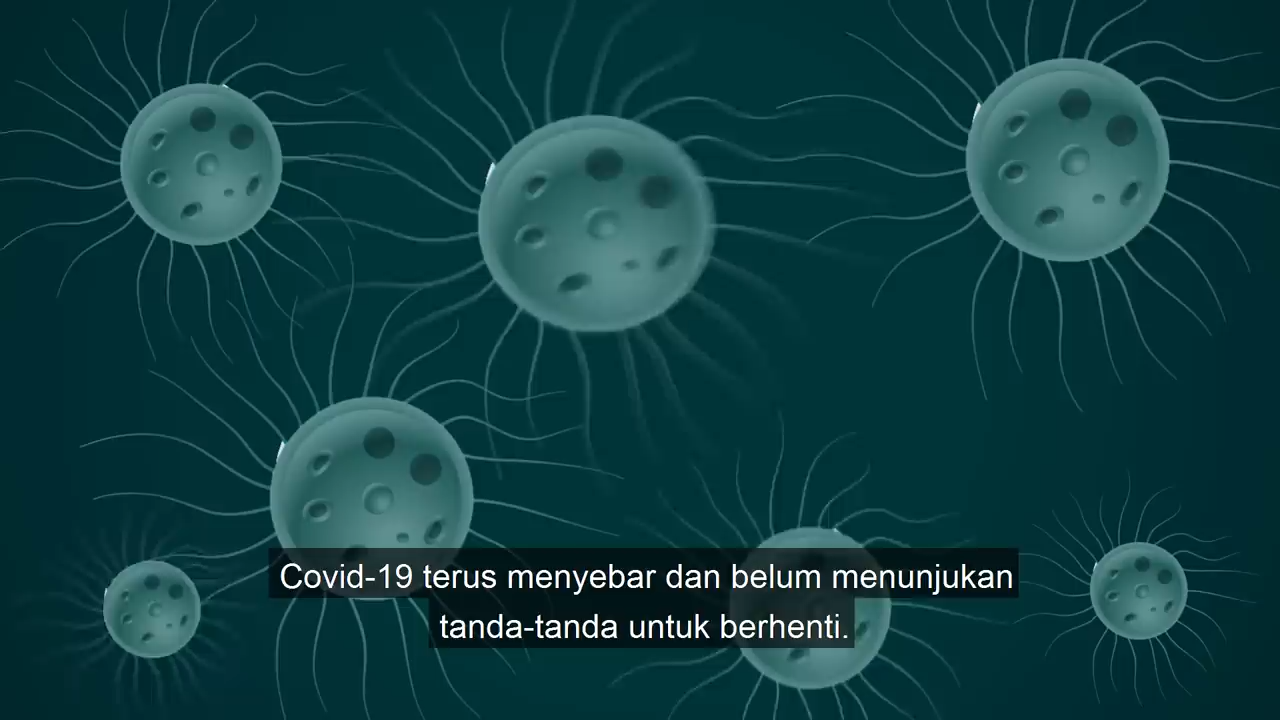 Covid-19 terus menyebar dan belum menunjukan
tanda-tanda untuk berhenti.